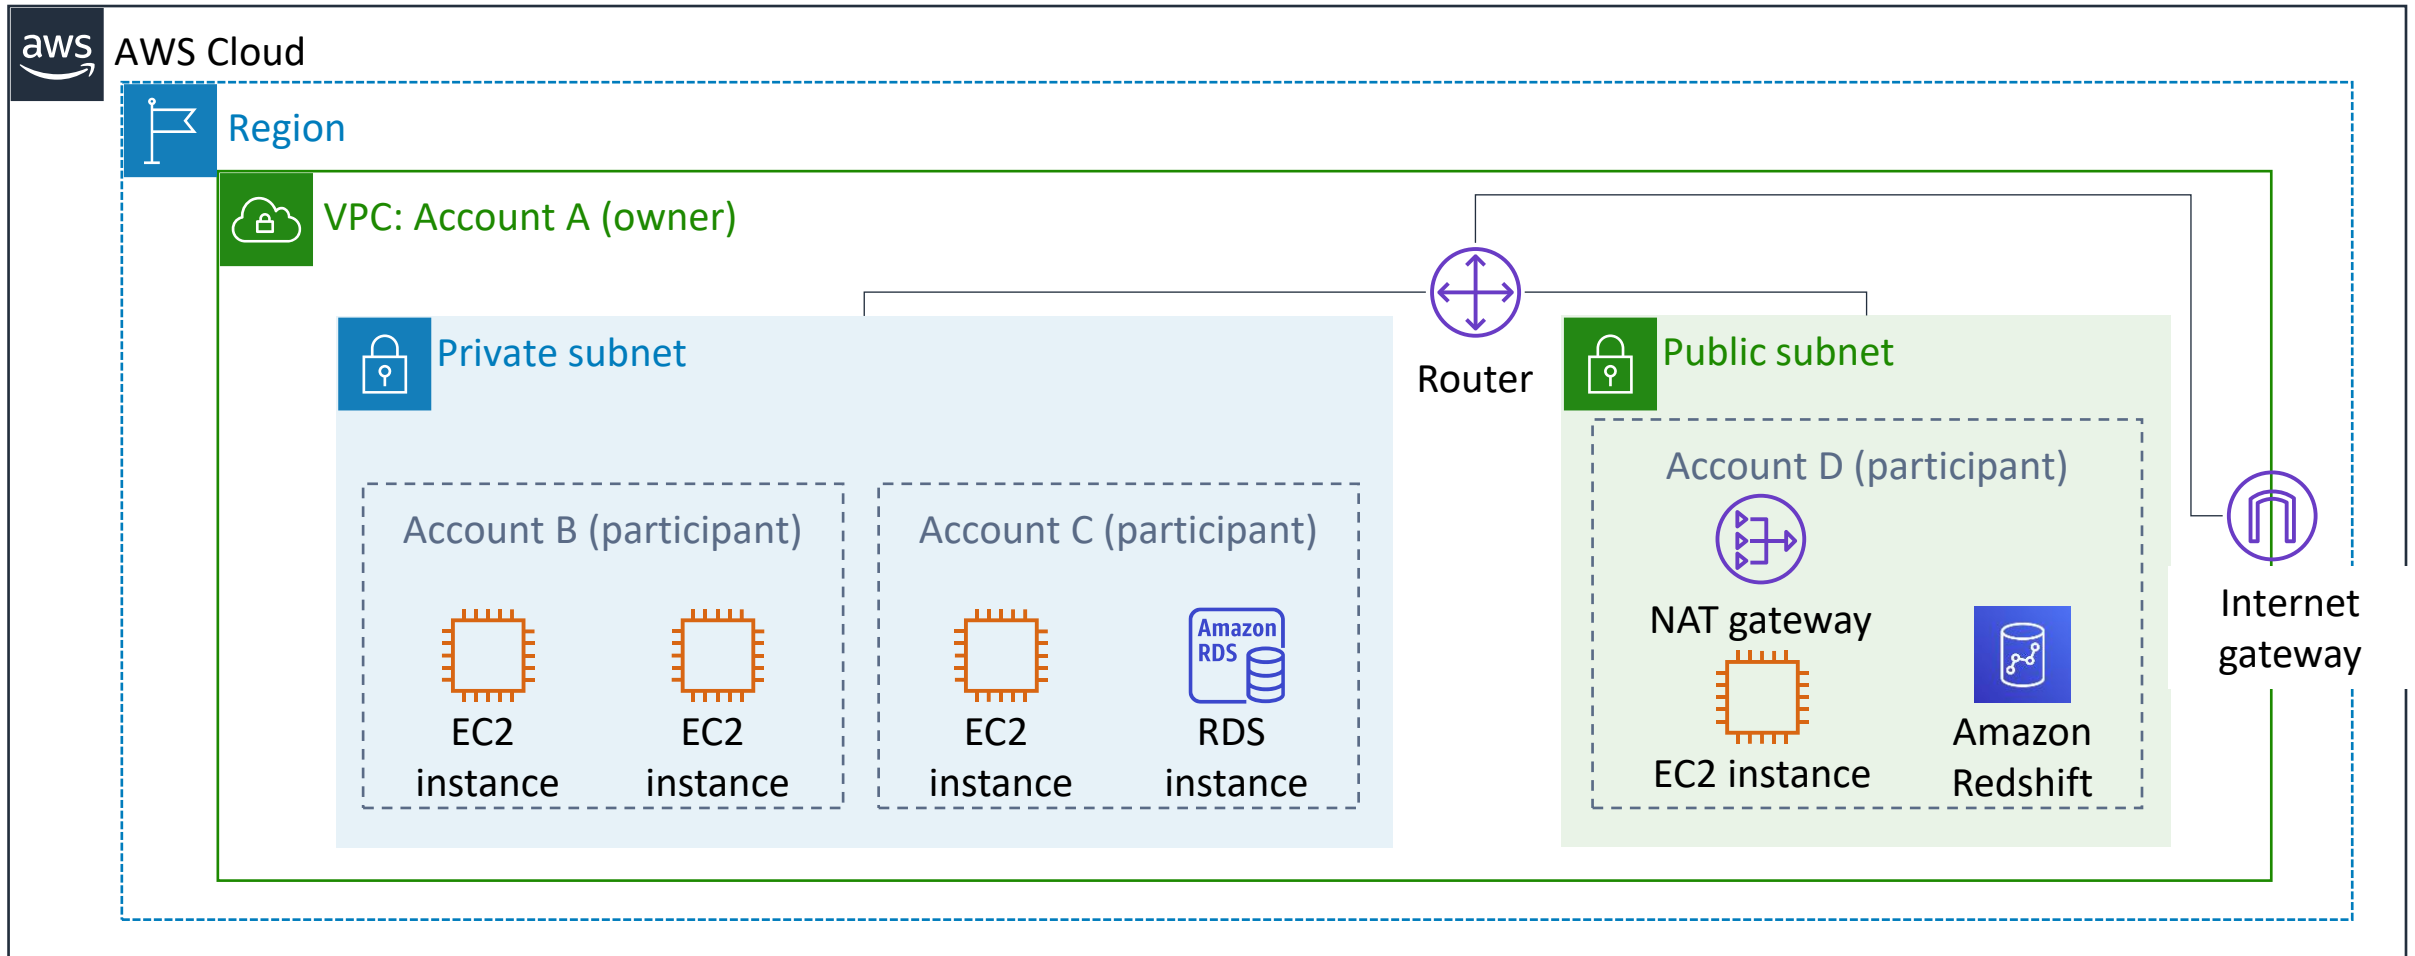 aws
AWS Cloud
Region
VPC: Account A (owner)
Private subnet
Router
Public subnet
Account B (participant)
EC2
instance
EC2
instance
Account C (participant)
EC2
instance
Amazon
RDS
RDS
instance
Account D (participant)
NAT gateway
EC2 instance
Amazon
Redshift
Internet
gateway